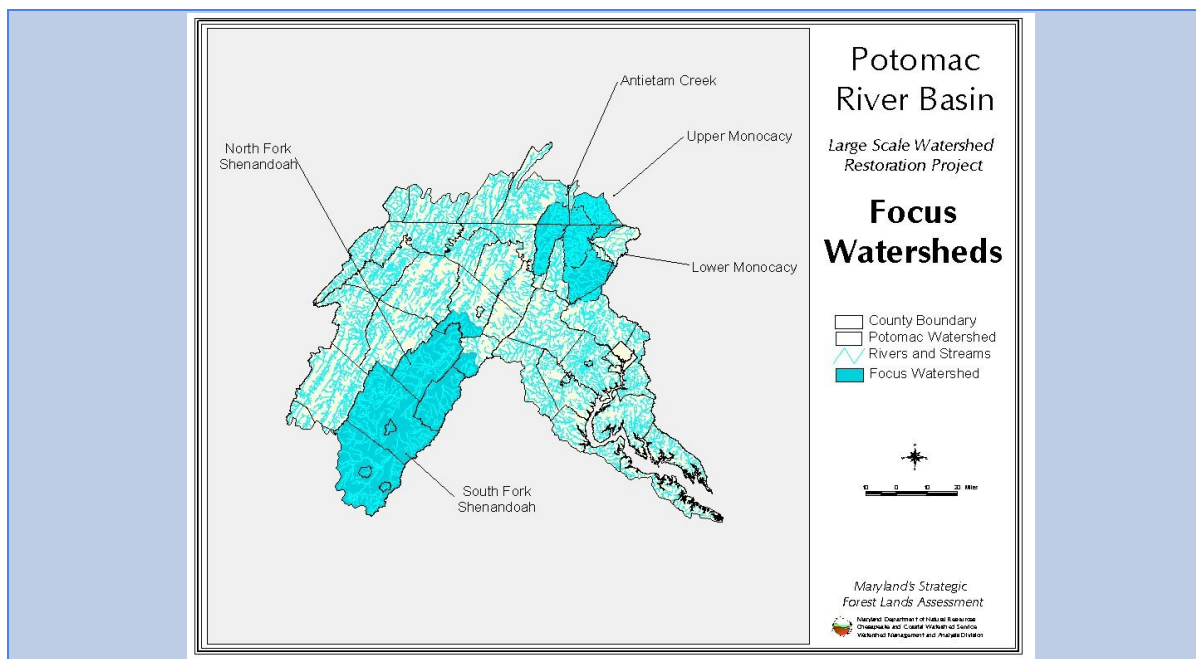 Potomac
River Basin
Large Scale Watershed
Restoration Project
Focus
Watersheds
Antietam Creek
Upper Monocacy
North Fork
Shenandoah
Lower Monocacy
South Fork
Shenandoah
County Boundary
Potomac Watershed
Rivers and Streams
Focus Watershed
10 0 10 20 Miles
Maryland's Strategic
Forest Lands Assessment
Maryland Department of Natural Resources
Chesapeake and Coastal Watershed Service
Watershed Management and Analysis Division